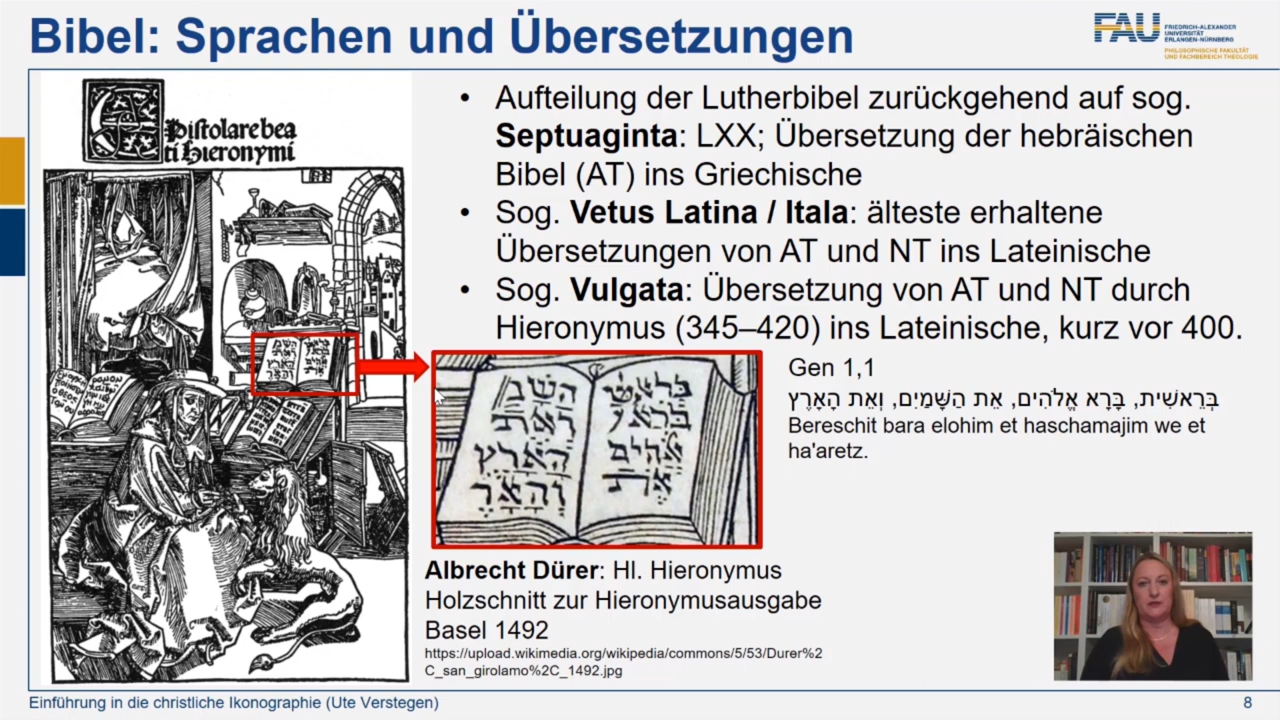 Bibel: Sprachen und Übersetzungen
FAU
FRIEDRICH-ALEXANDER
UNIVERSITÄT
ERLANGEN-NÜRNBERG
PHILOSOPHISCHE FAKULTÄT
UND FACHBEREICH THEOLOGIE
Epistolare bea
ti Hieronymi
• Aufteilung der Lutherbibel zurückgehend auf sog.
Septuaginta: LXX; Übersetzung der hebräischen
Bibel (AT) ins Griechische
• Sog. Vetus Latina / Itala: älteste erhaltene
Übersetzungen von AT und NT ins Lateinische
• Sog. Vulgata: Übersetzung von AT und NT durch
Hieronymus (345–420) ins Lateinische, kurz vor 400.
Gen 1,1
בְּרֵאשִׁית, בָּרָא אֱלֹהִים, אֵת הַשָּׁמַיִם, וְאֵת הָאָרֶץ
Bereschit bara elohim et haschamajim we et
ha'aretz.
Albrecht Dürer: Hl. Hieronymus
Holzschnitt zur Hieronymusausgabe
Basel 1492
https://upload.wikimedia.org/wikipedia/commons/5/53/Durer%2
C_san_girolamo%2C_1492.jpg
Einführung in die christliche Ikonographie (Ute Verstegen)
8